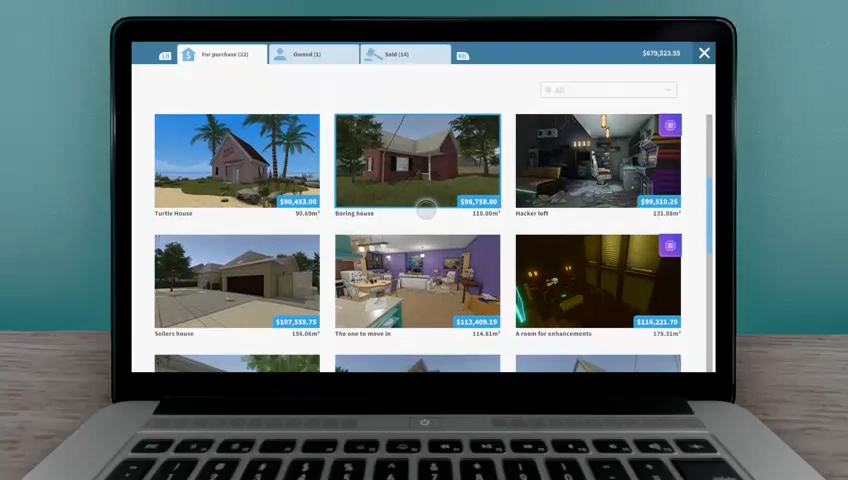 For purchase (22)
Owned (1)
Sold (14)
$679,523.55
All
$90,453.00
Turtle House
90.69m²
$98,758.80
Boring house
110.00m²
$99,510.25
Hacker loft
131.88m²
$107,555.75
Sellers house
156.06m²
$112,409.19
The one to move in
114.81m²
$116,221.70
A room for enhancements
178.31m²